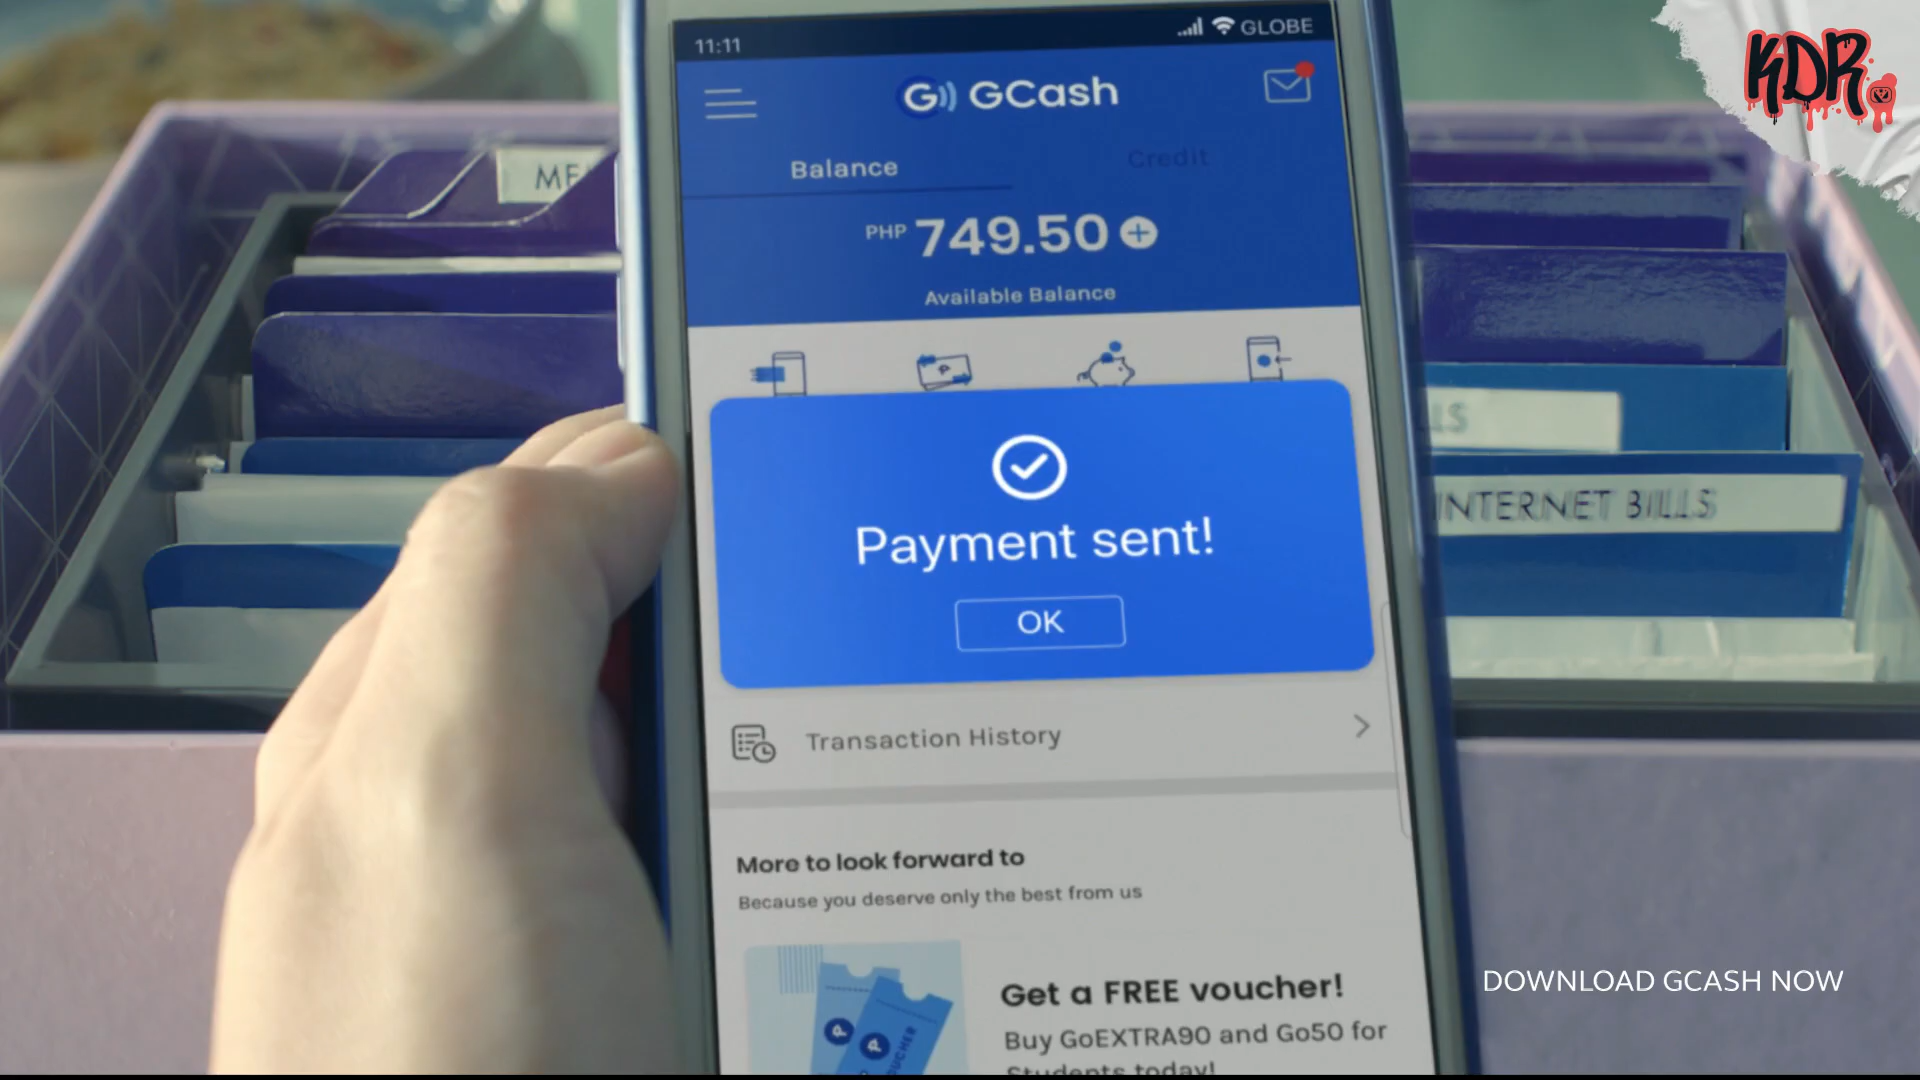 KDR
11:11
GLOBE
GCash
Balance
Credit
PHP 749.50
Available Balance
Payment sent!
OK
Transaction History
More to look forward to
Because you deserve only the best from us
Get a FREE voucher!
Buy GoEXTRA90 and Go50 for
Students today!
INTERNET BILLS
DOWNLOAD GCASH NOW